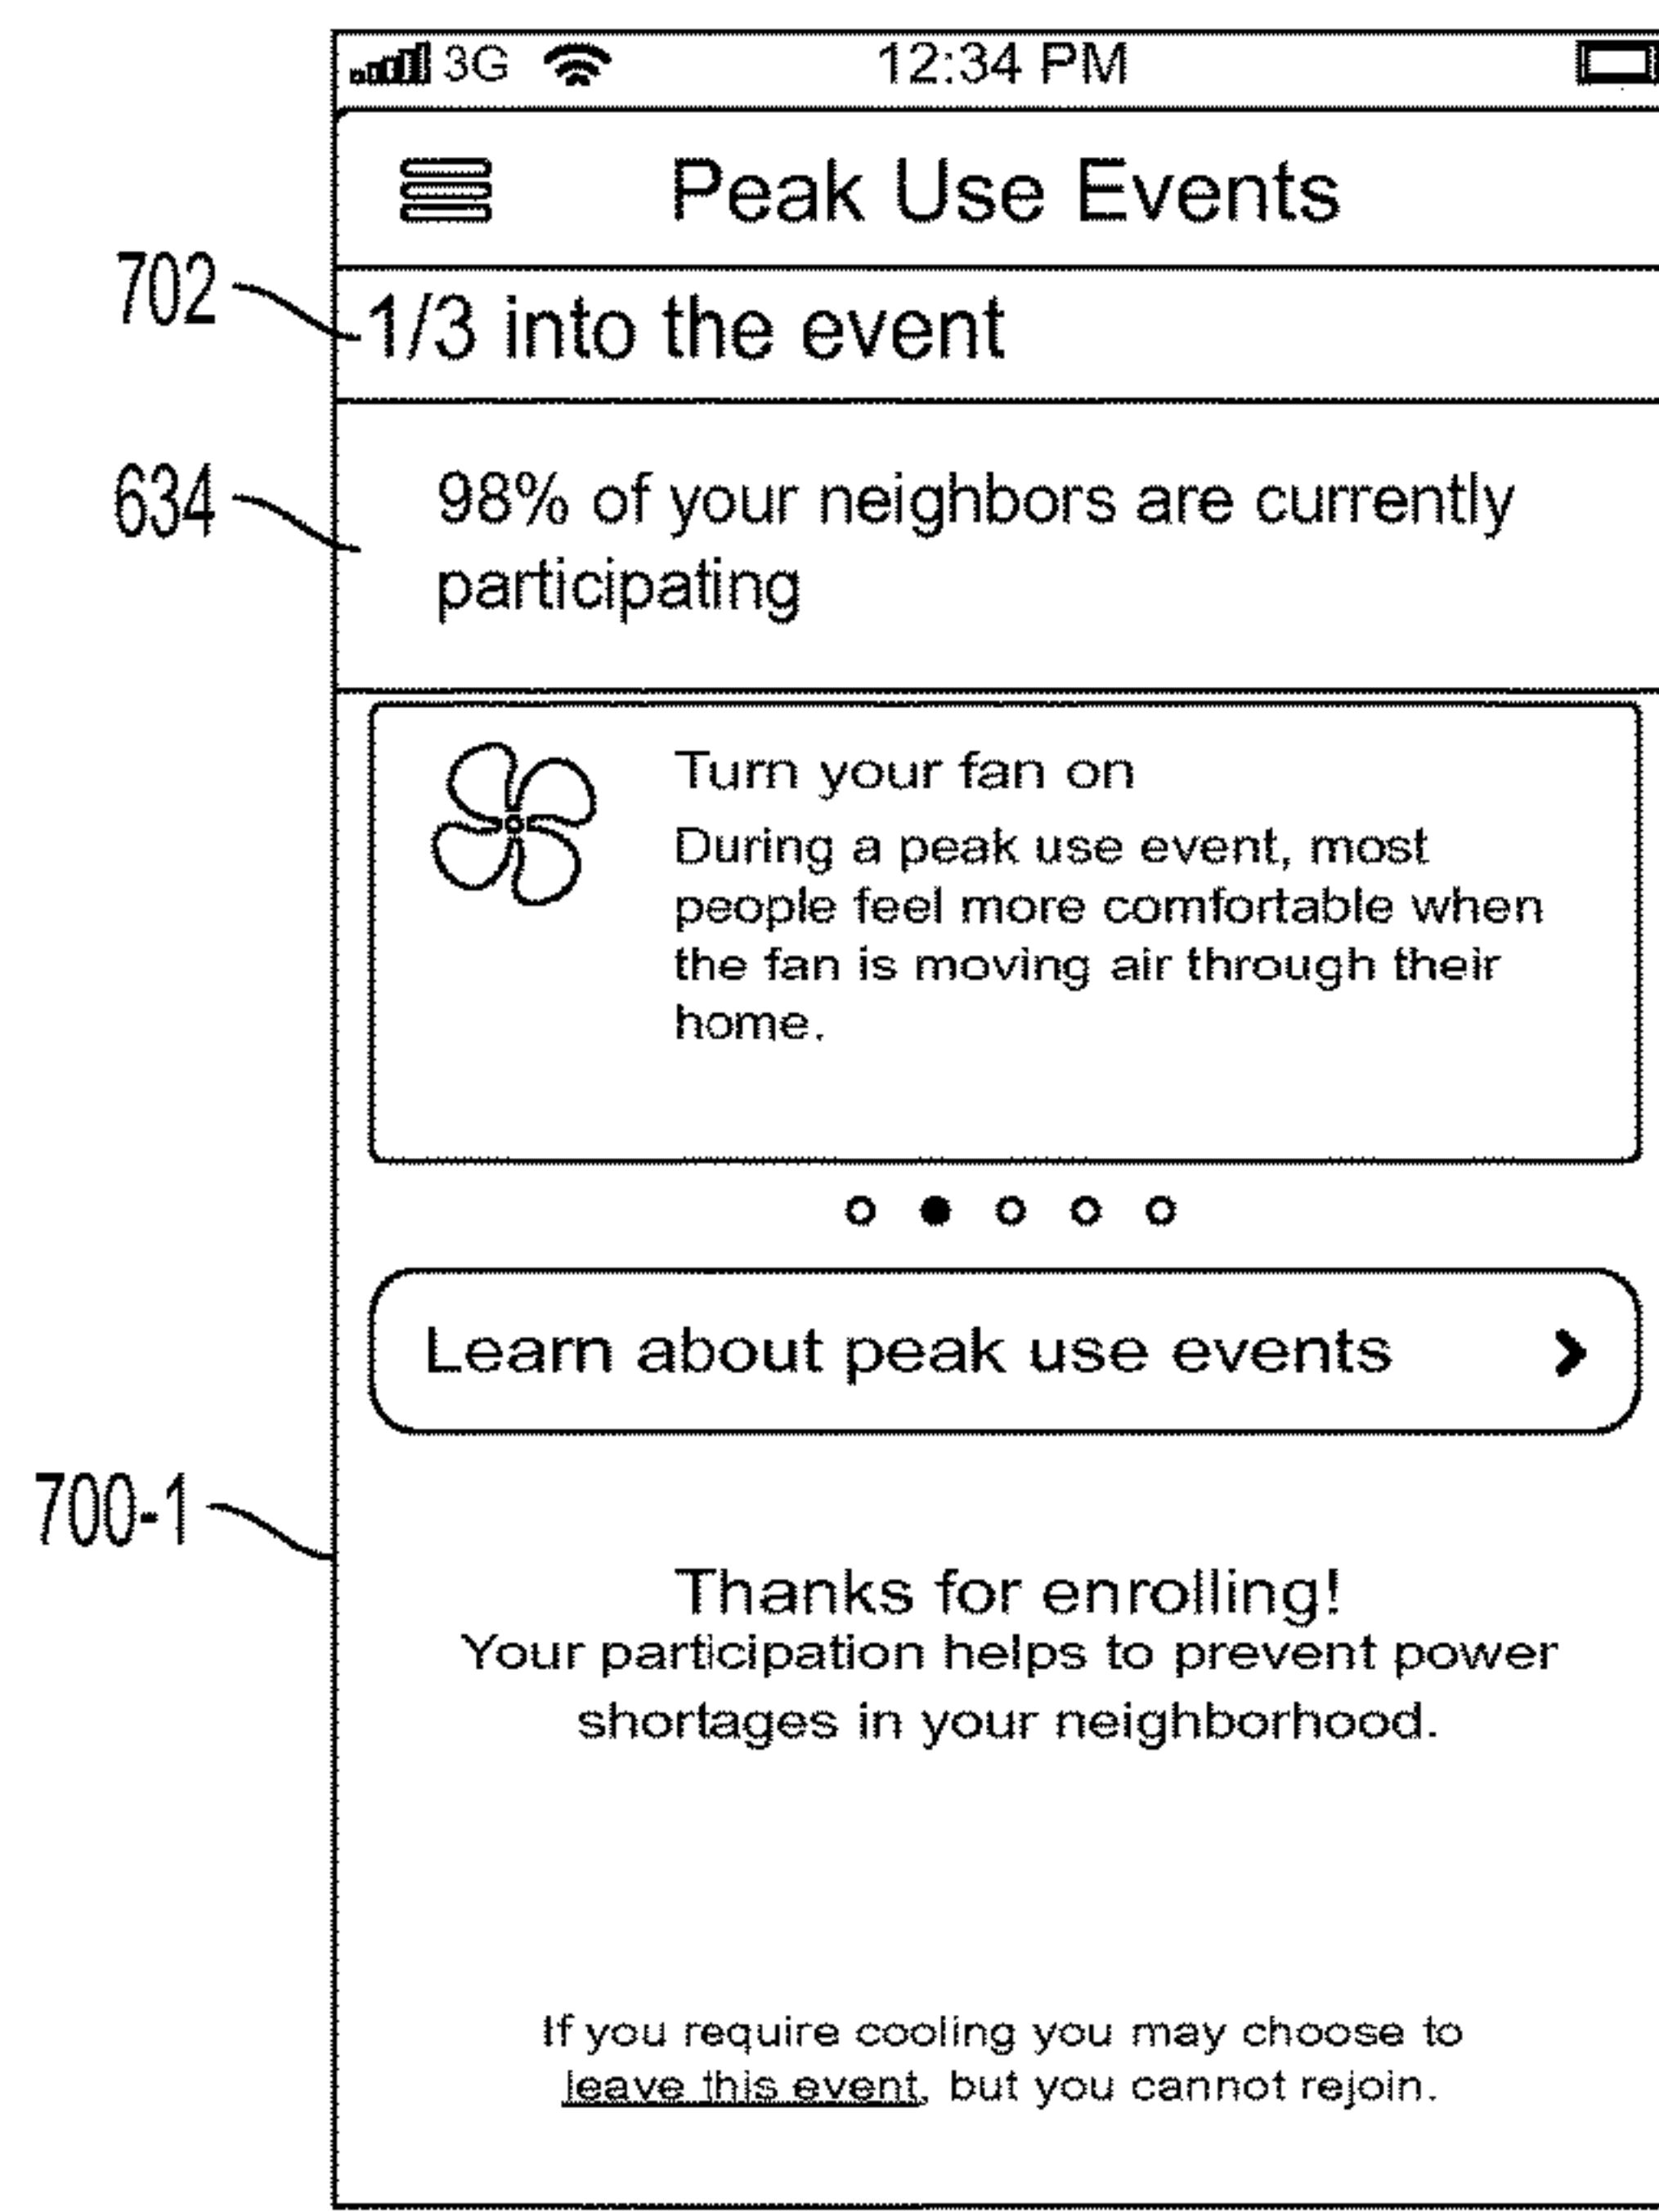 3G 12:34 PM
Peak Use Events
702
1/3 into the event
634
98% of your neighbors are currently
participating
Turn your fan on
During a peak use event, most
people feel more comfortable when
the fan is moving air through their
home.
Learn about peak use events
700-1
Thanks for enrolling!
Your participation helps to prevent power
shortages in your neighborhood.
If you require cooling you may choose to
leave this event, but you cannot rejoin.